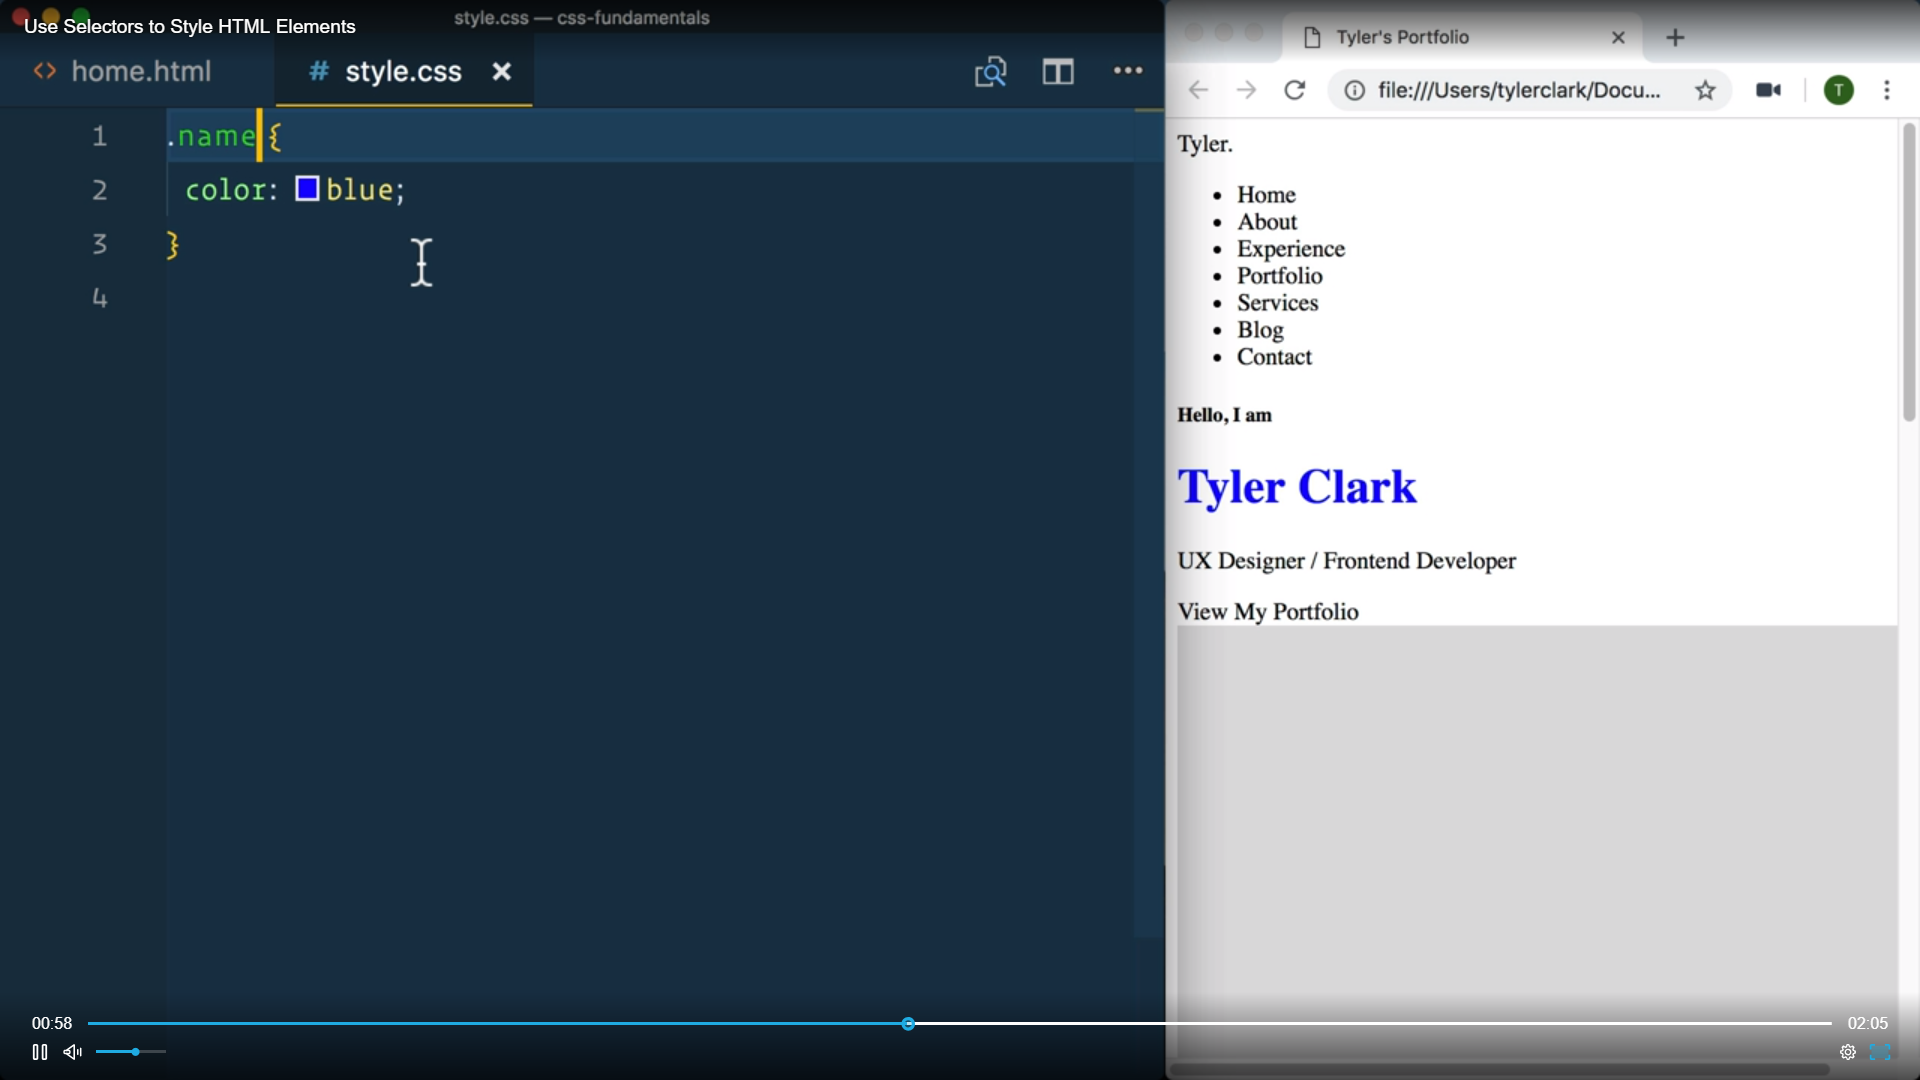 Use Selectors to Style HTML Elements
style.css — css-fundamentals
<> home.html
# style.css
1 .name {
2 color: blue;
3 }
4
Tyler's Portfolio
file:///Users/tylerclark/Docu...
T
Tyler.
• Home
• About
• Experience
• Portfolio
• Services
• Blog
• Contact
Hello, I am
Tyler Clark
UX Designer / Frontend Developer
View My Portfolio
00:58
02:05